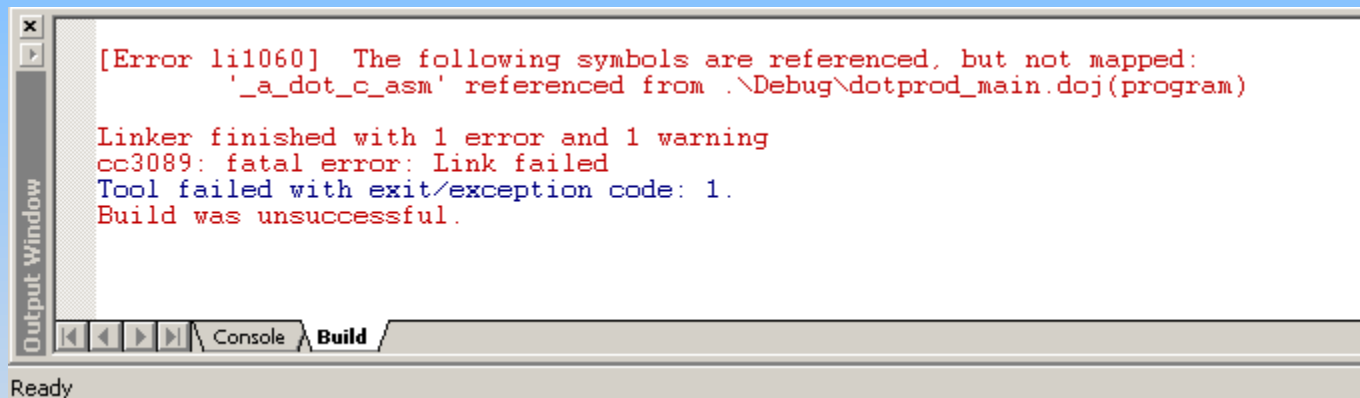 [Error li1060]  The following symbols are referenced, but not mapped:
        '_a_dot_c_asm' referenced from .\Debug\dotprod_main.doj(program)
Linker finished with 1 error and 1 warning
cc3089: fatal error: Link failed
Tool failed with exit/exception code: 1.
Build was unsuccessful.
Output Window
Console Build
Ready